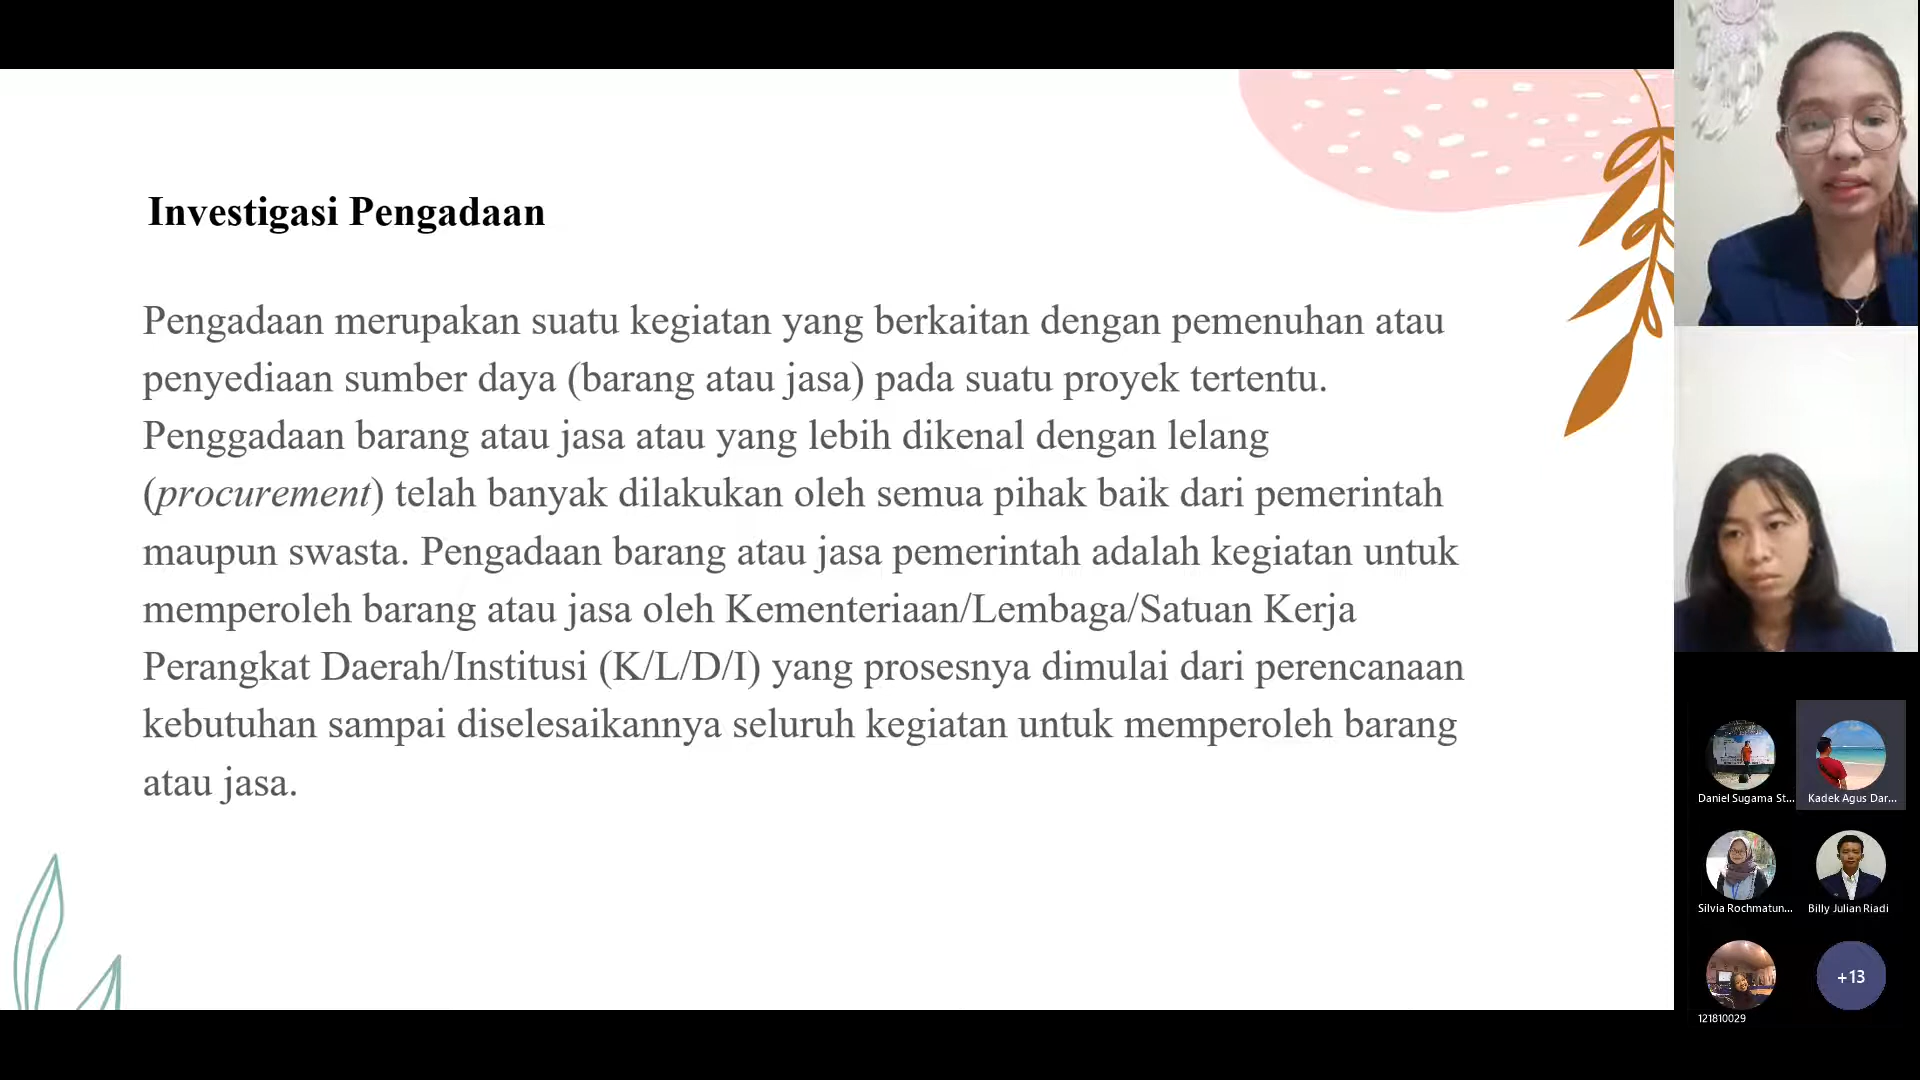 Investigasi Pengadaan
Pengadaan merupakan suatu kegiatan yang berkaitan dengan pemenuhan atau
penyediaan sumber daya (barang atau jasa) pada suatu proyek tertentu.
Penggadaan barang atau jasa atau yang lebih dikenal dengan lelang
(procurement) telah banyak dilakukan oleh semua pihak baik dari pemerintah
maupun swasta. Pengadaan barang atau jasa pemerintah adalah kegiatan untuk
memperoleh barang atau jasa oleh Kementeriaan/Lembaga/Satuan Kerja
Perangkat Daerah/Institusi (K/L/D/I) yang prosesnya dimulai dari perencanaan
kebutuhan sampai diselesaikannya seluruh kegiatan untuk memperoleh barang
atau jasa.
Daniel Sugama St...
Kadek Agus Dar...
Silvia Rochmatun...
Billy Julian Riadi
+13
121810029